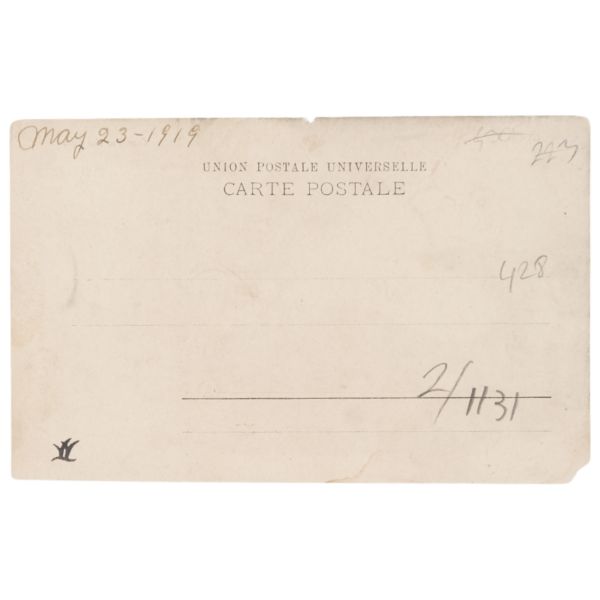 May 23-1919
UNION POSTALE UNIVERSELLE
CARTE POSTALE
428
2/1131